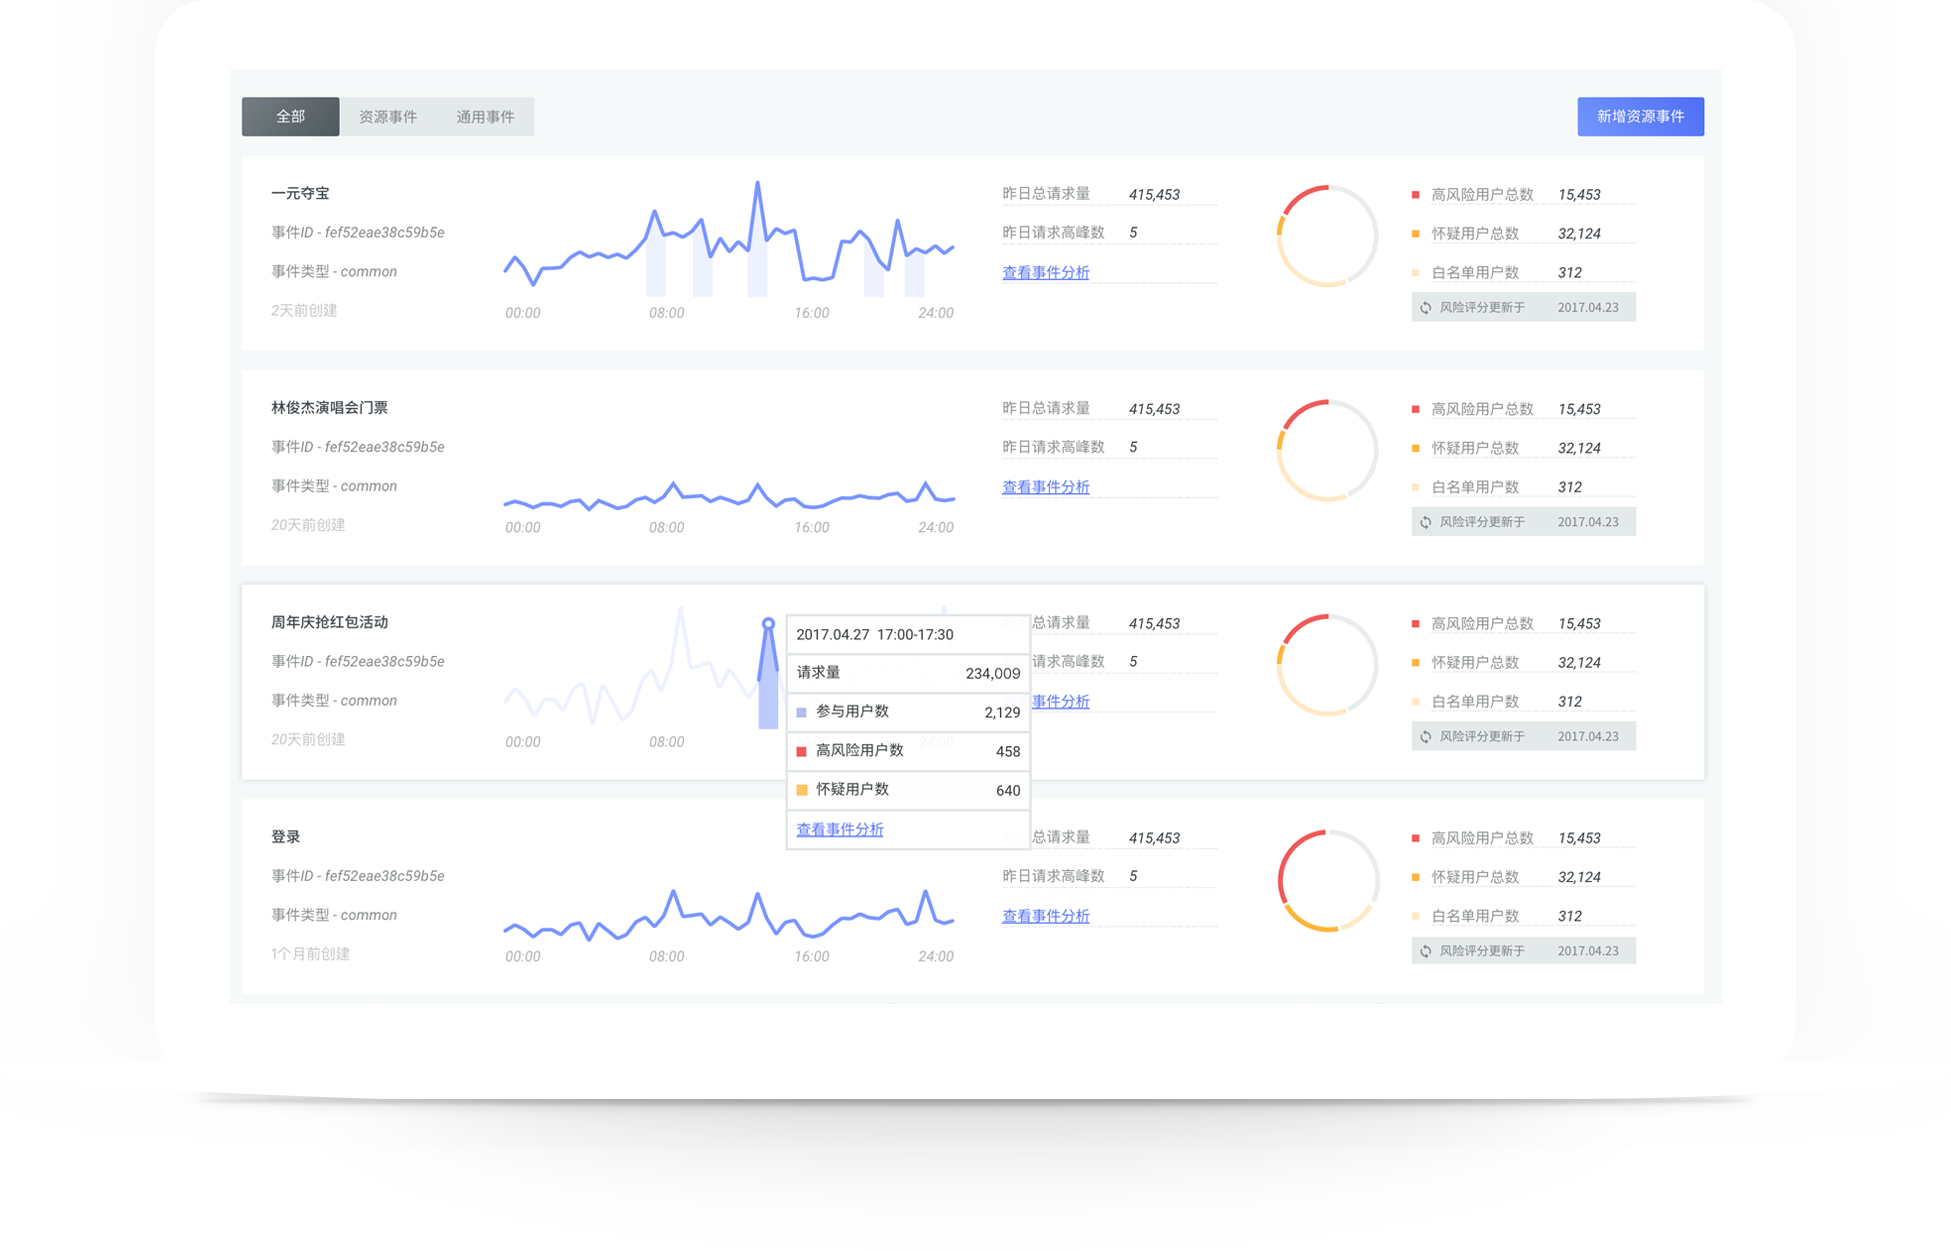 全部 资源事件 通用事件 新增资源事件
一元夺宝
事件ID - fef52eae38c59b5e
事件类型 - common
2天前创建
00:00 08:00 16:00 24:00
昨日总请求量 415,453
昨日请求高峰数 5
查看事件分析
高风险用户总数 15,453
怀疑用户总数 32,124
白名单用户数 312
风险评分更新于 2017.04.23
林俊杰演唱会门票
事件ID - fef52eae38c59b5e
事件类型 - common
20天前创建
00:00 08:00 16:00 24:00
昨日总请求量 415,453
昨日请求高峰数 5
查看事件分析
高风险用户总数 15,453
怀疑用户总数 32,124
白名单用户数 312
风险评分更新于 2017.04.23
周年庆抢红包活动
事件ID - fef52eae38c59b5e
事件类型 - common
20天前创建
00:00 08:00 24:00
2017.04.27 17:00-17:30
请求量 234,009
参与用户数 2,129
高风险用户数 458
怀疑用户数 640
查看事件分析
总请求量 415,453
请求高峰数 5
事件分析
高风险用户总数 15,453
怀疑用户总数 32,124
白名单用户数 312
风险评分更新于 2017.04.23
登录
事件ID - fef52eae38c59b5e
事件类型 - common
1个月前创建
00:00 08:00 16:00 24:00
总请求量 415,453
昨日请求高峰数 5
查看事件分析
高风险用户总数 15,453
怀疑用户总数 32,124
白名单用户数 312
风险评分更新于 2017.04.23